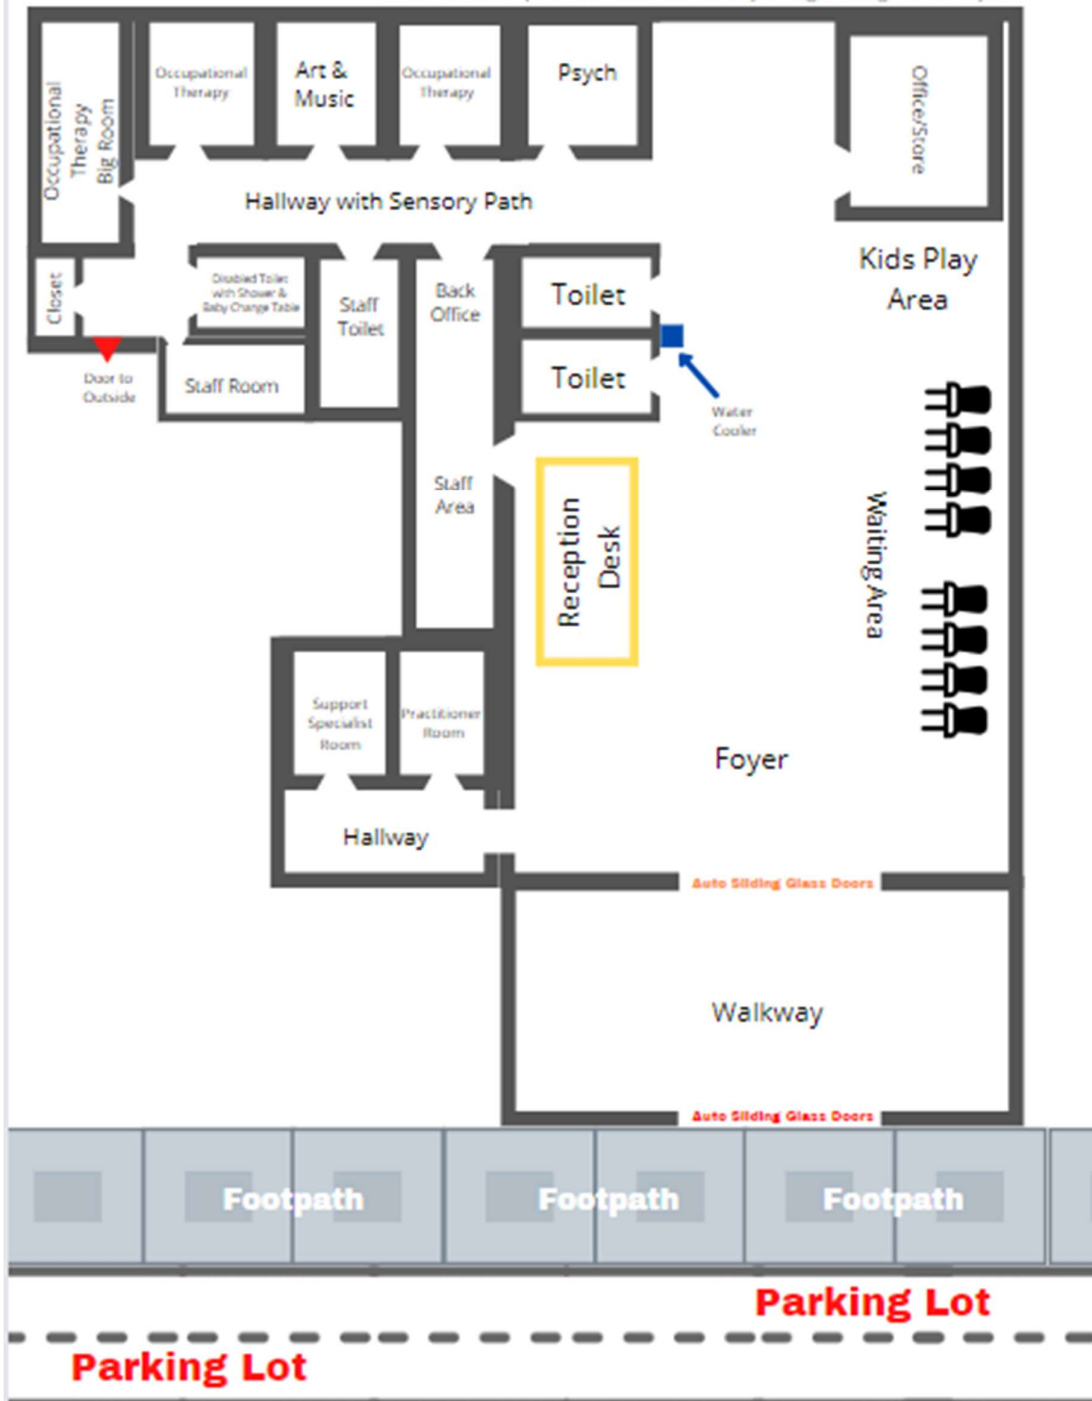 Occupational
Therapy
Big Room
Occupational
Therapy
Art &
Music
Occupational
Therapy
Psych
Office/Store
Hallway with Sensory Path
Kids Play
Area
Closet
Disabled Toilet
with Shower &
Baby Change Table
Staff
Toilet
Back
Office
Toilet
Toilet
Door to
Outside
Staff Room
Water
Cooler
Staff
Area
Reception
Desk
Waiting Area
Support
Specialist
Room
Practitioner
Room
Foyer
Hallway
Auto Sliding Glass Doors
Walkway
Auto Sliding Glass Doors
Footpath
Footpath
Footpath
Parking Lot
Parking Lot